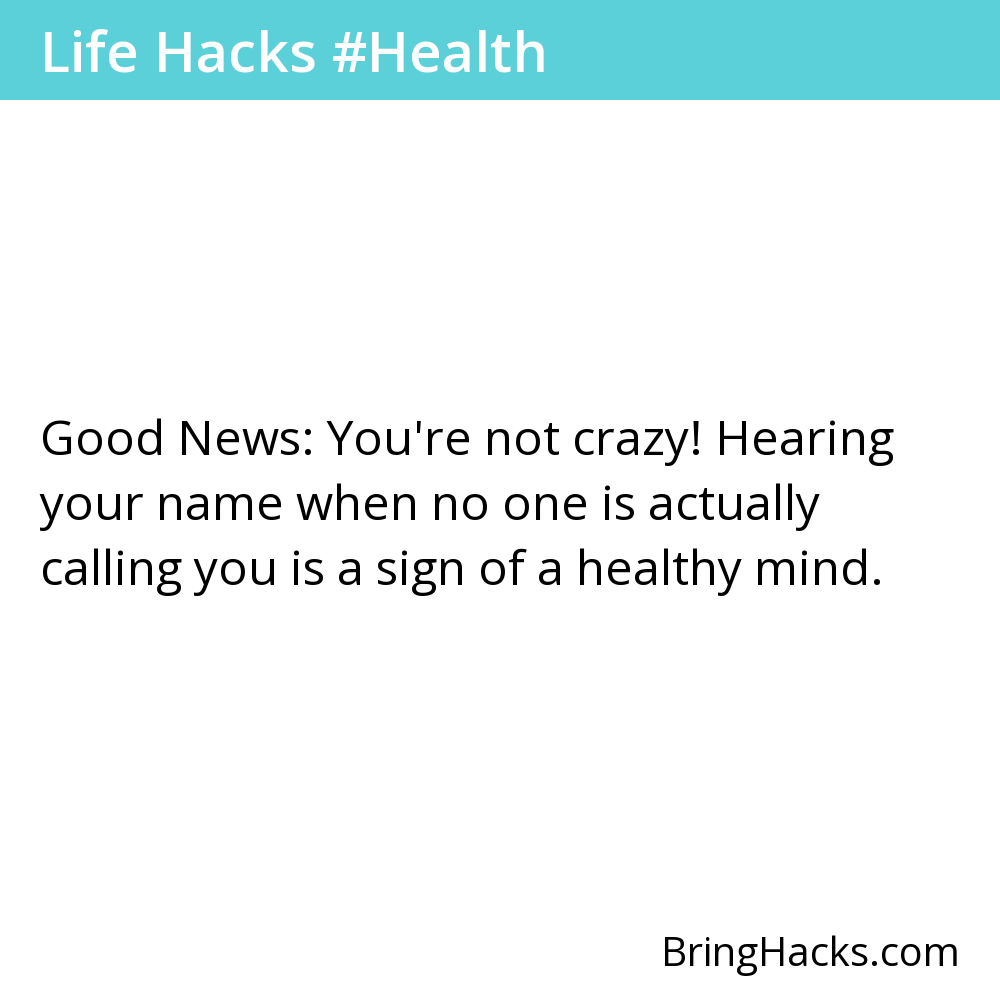 Life Hacks #Health
Good News: You're not crazy! Hearing
your name when no one is actually
calling you is a sign of a healthy mind.
BringHacks.com